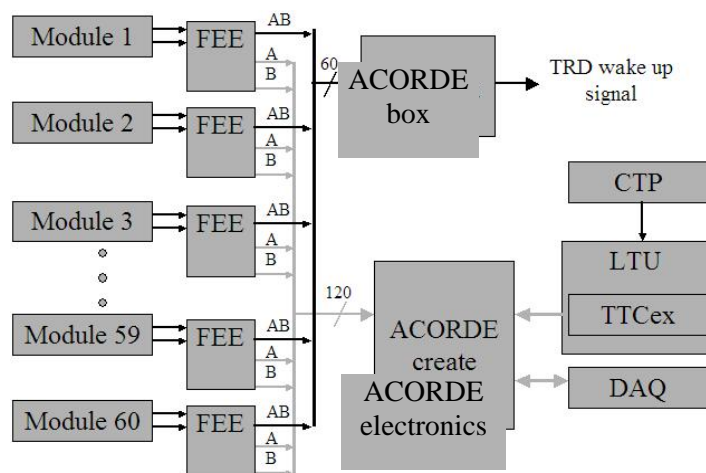 Module 1
FEE
AB
A
B
60
ACORDE
box
TRD wake up
signal
Module 2
FEE
AB
A
B
CTP
Module 3
FEE
AB
A
B
LTU
TTCex
120
ACORDE
create
ACORDE
electronics
DAQ
Module 59
FEE
AB
A
B
Module 60
FEE
AB
A
B